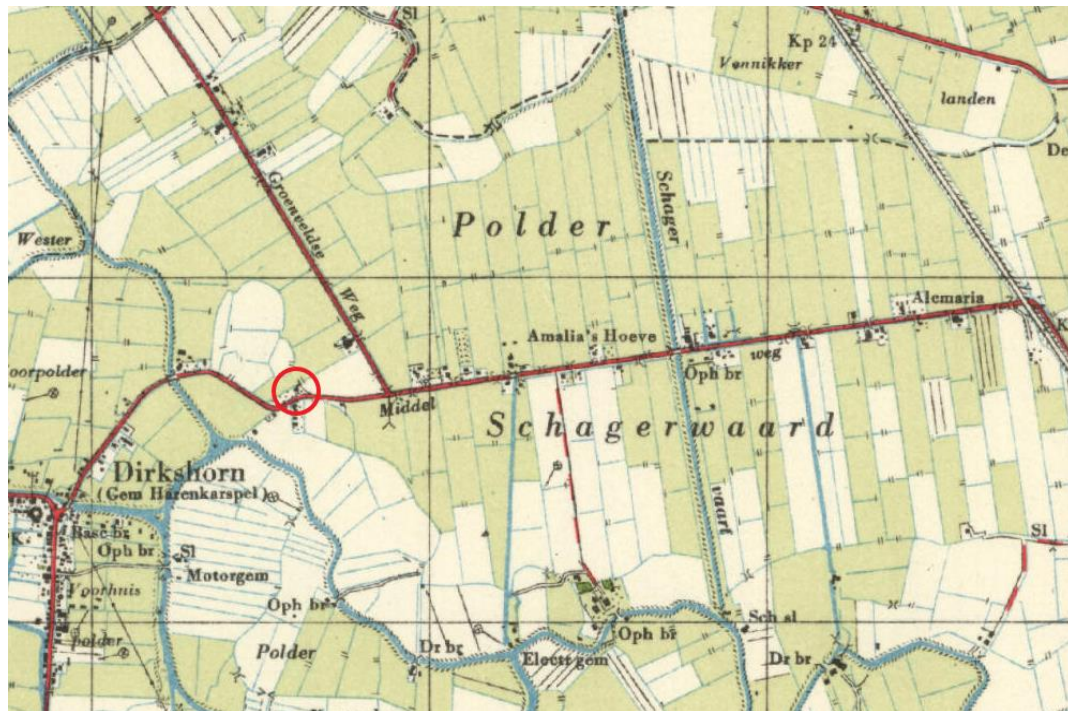 Sl
Kp 24
Vennikker
landen
De
Groenveldse
Weg
Schager
Polder
Wester
Alemaria
K
Amalia's Hoeve
weg
Oph br
oorpolder
Middel
Schagerwaard
Dirkshorn
(Gem Harenkarspel)
vaart
Sl
K.
Base br
Oph br
Sl
Motorgem
Voorhuis
polder
Oph br
Polder
Dr br
Electr gem
Oph br
Sch sl
Dr br